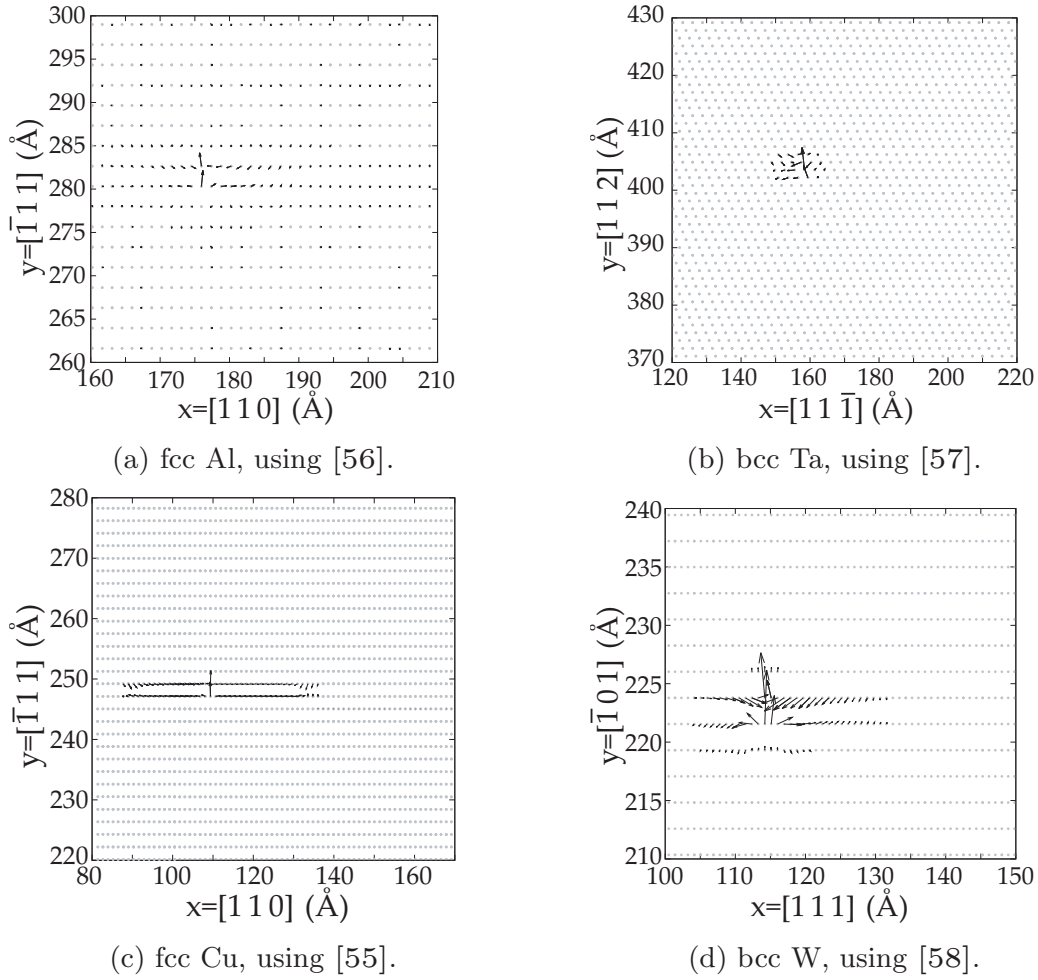 300
295
290
285
280
275
270
265
260
160 170 180 190 200 210
y=[1̅ 1 1] (Å)
x=[1 1 0] (Å)
(a) fcc Al, using [56].
430
420
410
400
390
380
370
120 140 160 180 200 220
y=[1 1 2] (Å)
x=[1 1 1̅] (Å)
(b) bcc Ta, using [57].
280
270
260
250
240
230
220
80 100 120 140 160
y=[1̅ 1 1] (Å)
x=[1 1 0] (Å)
(c) fcc Cu, using [55].
240
235
230
225
220
215
210
100 110 120 130 140 150
y=[1̅ 0 1] (Å)
x=[1 1 1] (Å)
(d) bcc W, using [58].